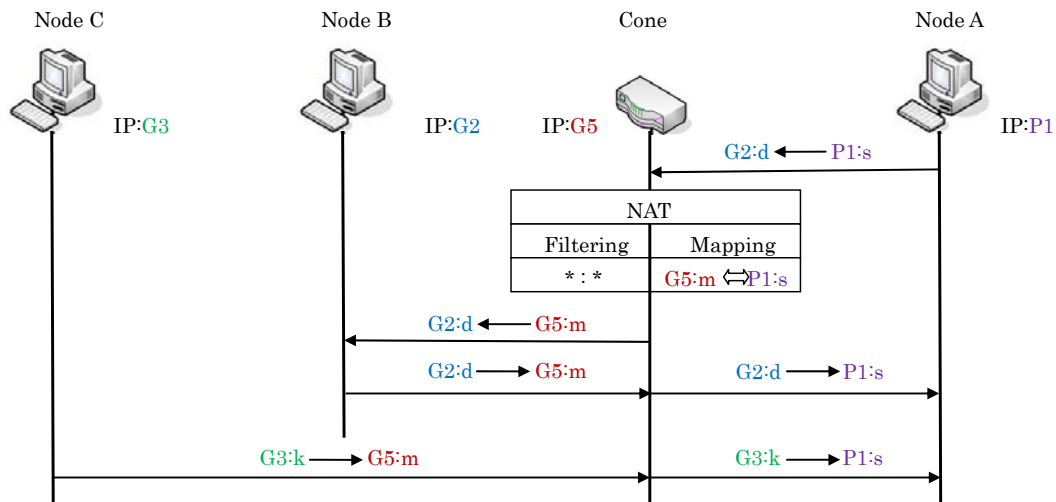 Node C Node B Cone Node A
IP:G3 IP:G2 IP:G5 IP:P1
G2:d P1:s
NAT
Filtering Mapping
* : * G5:m P1:s
G2:d G5:m
G2:d G5:m G2:d P1:s
G3:k G5:m G3:k P1:s